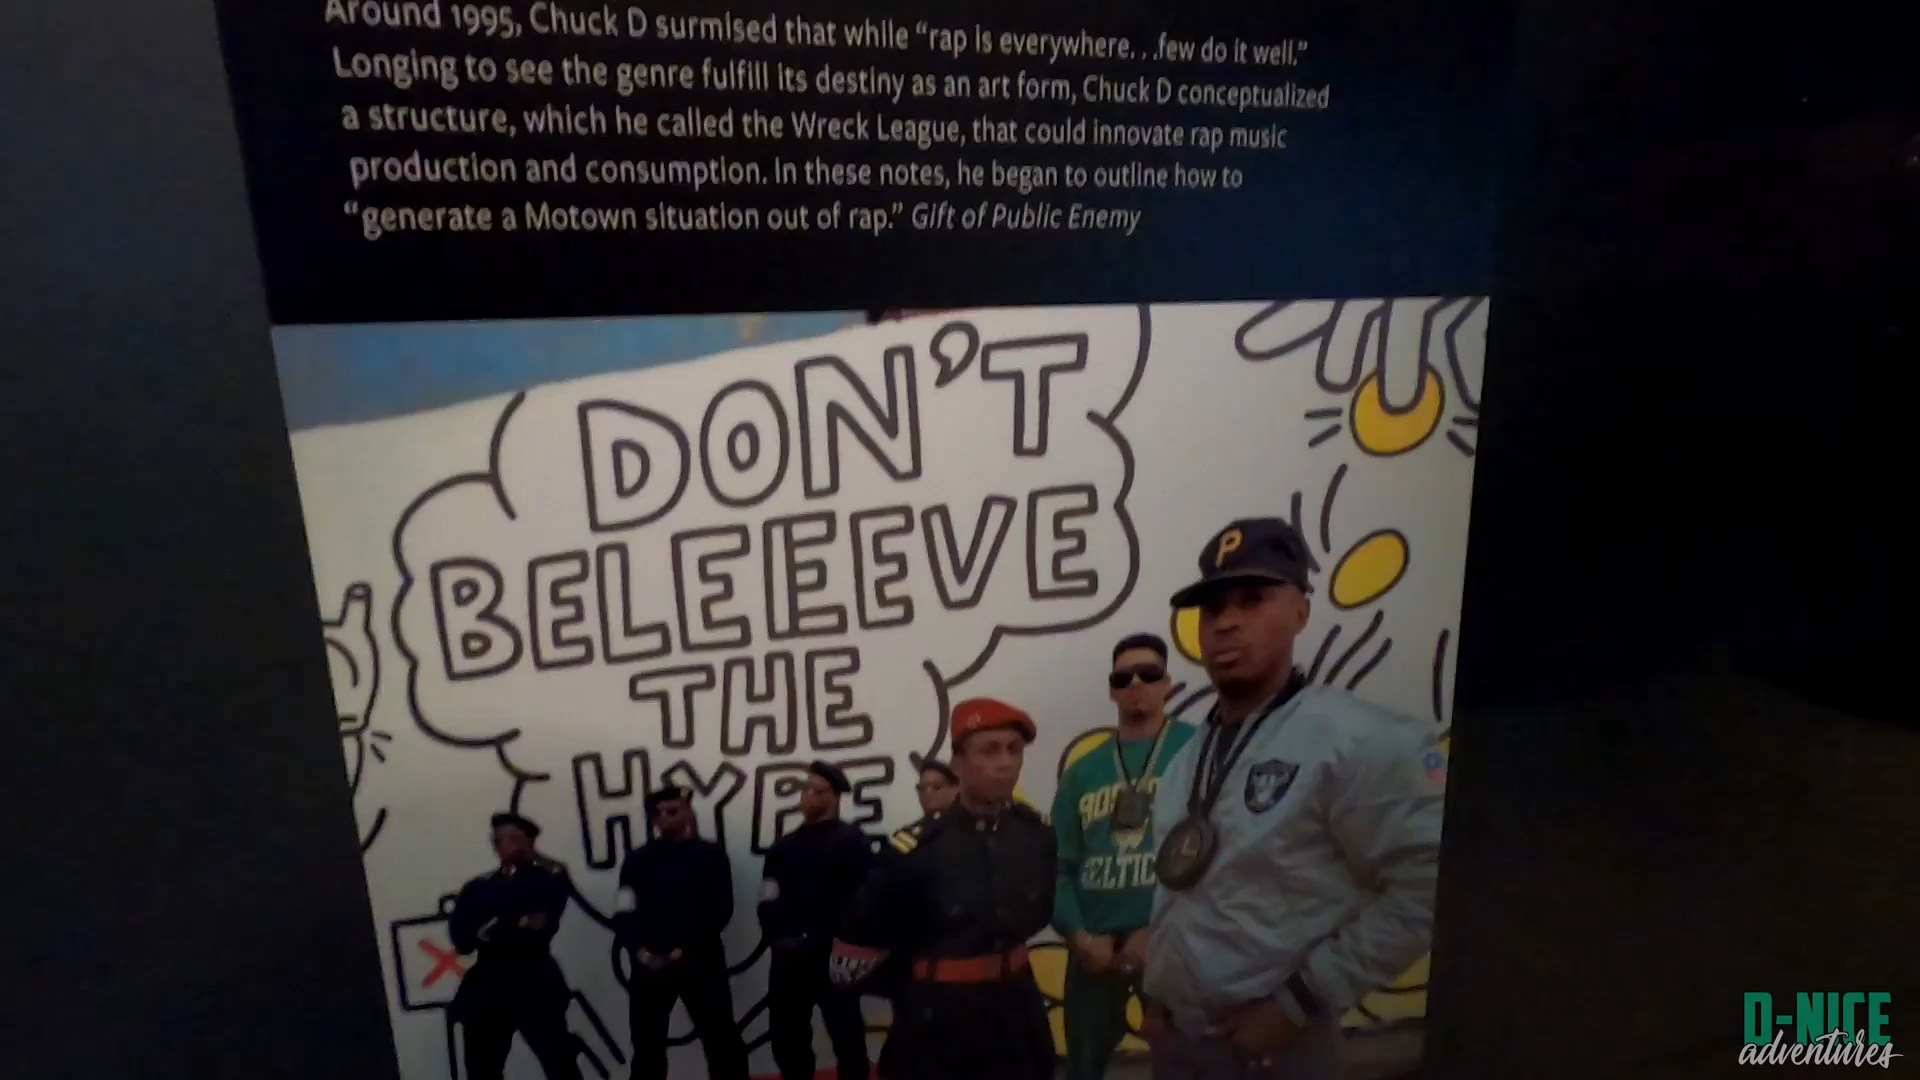 Around 1995, Chuck D surmised that while “rap is everywhere. . .few do it well.”
Longing to see the genre fulfill its destiny as an art form, Chuck D conceptualized
a structure, which he called the Wreck League, that could innovate rap music
production and consumption. In these notes, he began to outline how to
“generate a Motown situation out of rap.” Gift of Public Enemy
DON'T
BELEEEVE
THE
HYPE
P
BOS
ELTIC
D-NICE
adventures